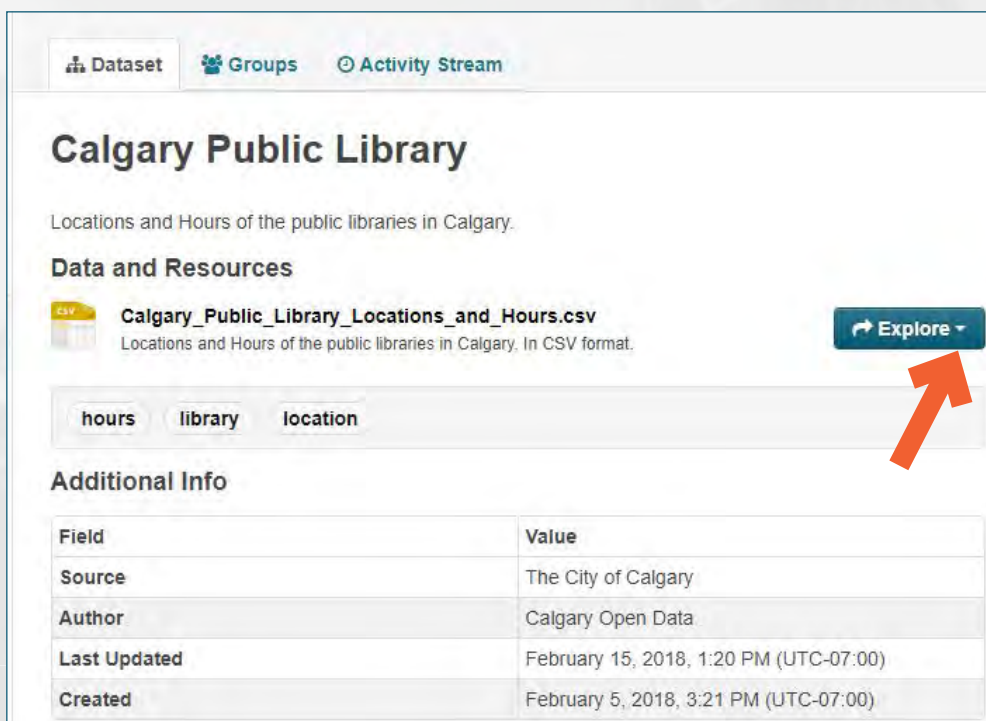 Dataset Groups Activity Stream
Calgary Public Library
Locations and Hours of the public libraries in Calgary.
Data and Resources
CSV
Calgary_Public_Library_Locations_and_Hours.csv
Locations and Hours of the public libraries in Calgary. In CSV format.
Explore
hours library location
Additional Info
Field Value
Source The City of Calgary
Author Calgary Open Data
Last Updated February 15, 2018, 1:20 PM (UTC-07:00)
Created February 5, 2018, 3:21 PM (UTC-07:00)